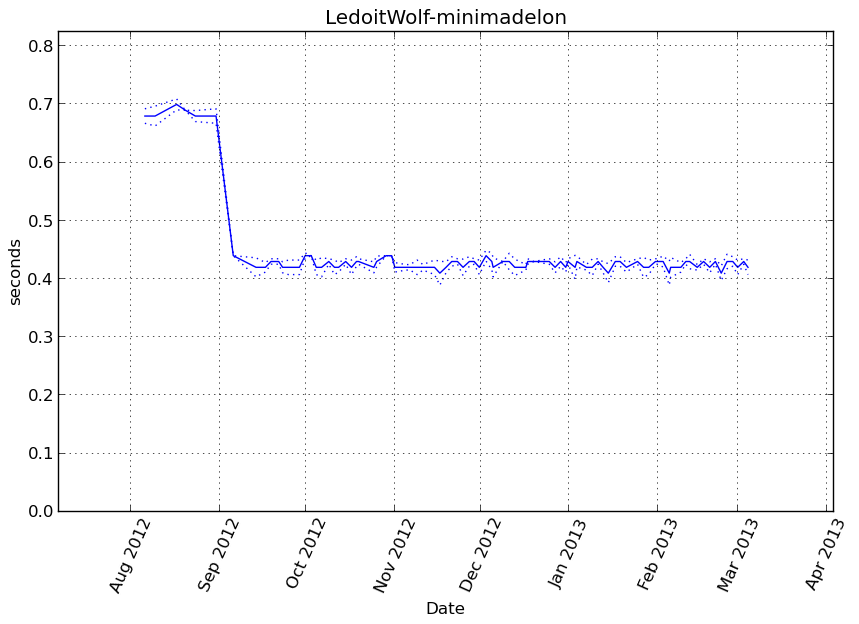 LedoitWolf-minimadelon
0.8
0.7
0.6
0.5
0.4
0.3
0.2
0.1
0.0
seconds
Aug 2012
Sep 2012
Oct 2012
Nov 2012
Dec 2012
Jan 2013
Feb 2013
Mar 2013
Apr 2013
Date